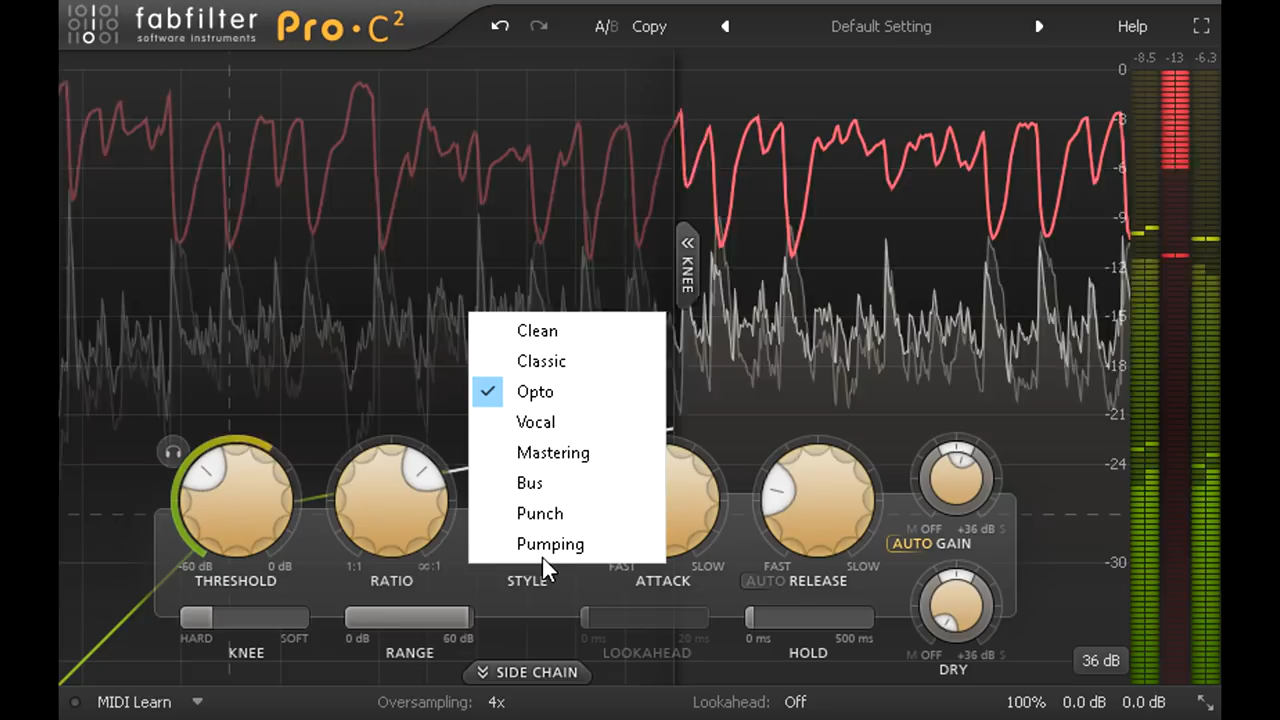 fabfilter
software instruments
Pro·C²
A/B Copy
Default Setting
Help
-8.5 -13 -6.3
0
-3
-6
-9
-12
-15
-18
-21
-24
-30
KNEE
Clean
Classic
Opto
Vocal
Mastering
Bus
Punch
Pumping
-60 dB 0 dB
THRESHOLD
1:1 ∞:1
RATIO
STYLE
FAST SLOW
ATTACK
FAST SLOW
AUTO RELEASE
M OFF +36 dB S
AUTO GAIN
HARD SOFT
KNEE
0 dB 60 dB
RANGE
0 ms 20 ms
LOOKAHEAD
0 ms 500 ms
HOLD
M OFF +36 dB S
DRY
36 dB
SIDE CHAIN
MIDI Learn
Oversampling: 4x
Lookahead: Off
100% 0.0 dB 0.0 dB